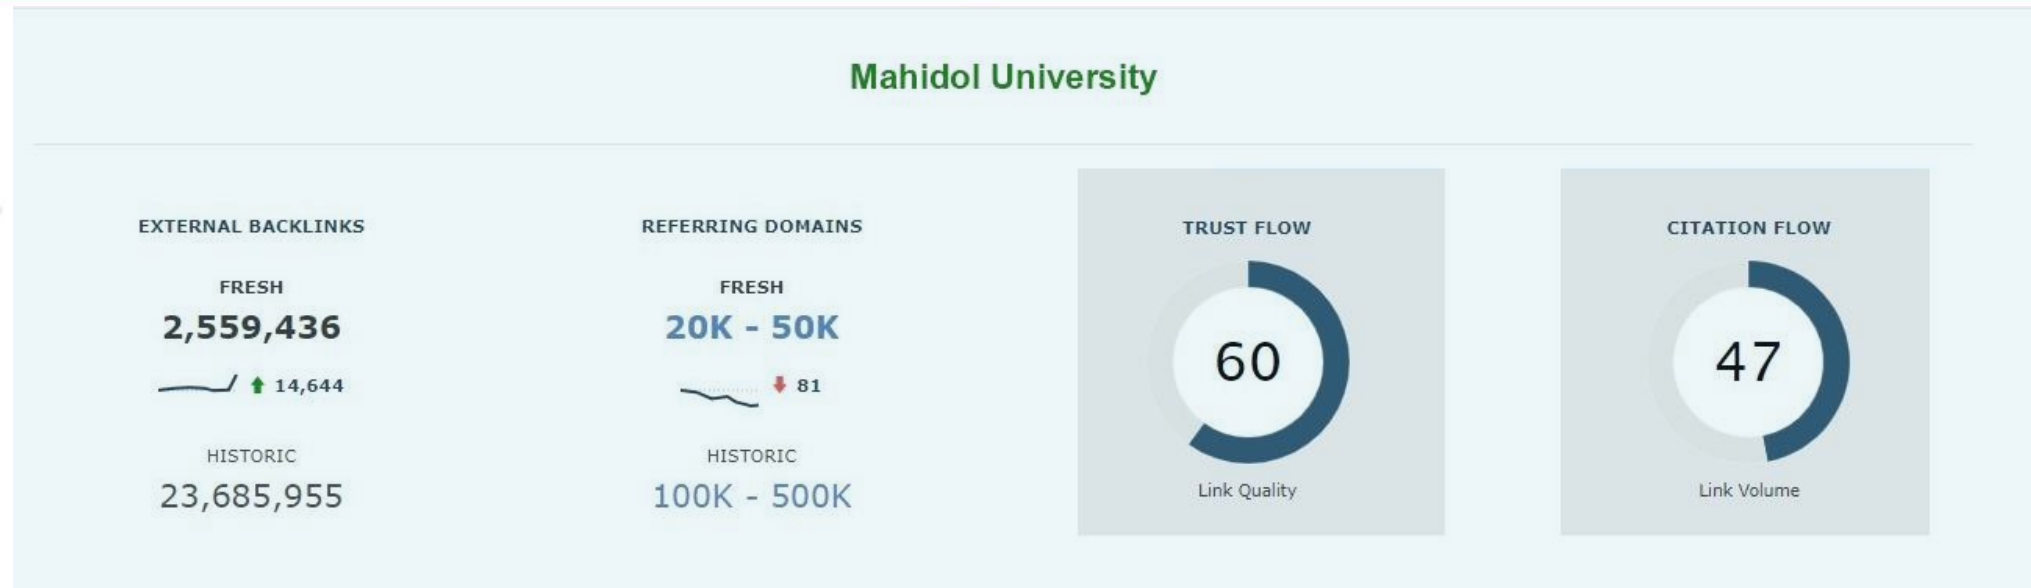 Mahidol University
EXTERNAL BACKLINKS
FRESH
2,559,436
14,644
HISTORIC
23,685,955
REFERRING DOMAINS
FRESH
20K - 50K
81
HISTORIC
100K - 500K
TRUST FLOW
60
Link Quality
CITATION FLOW
47
Link Volume